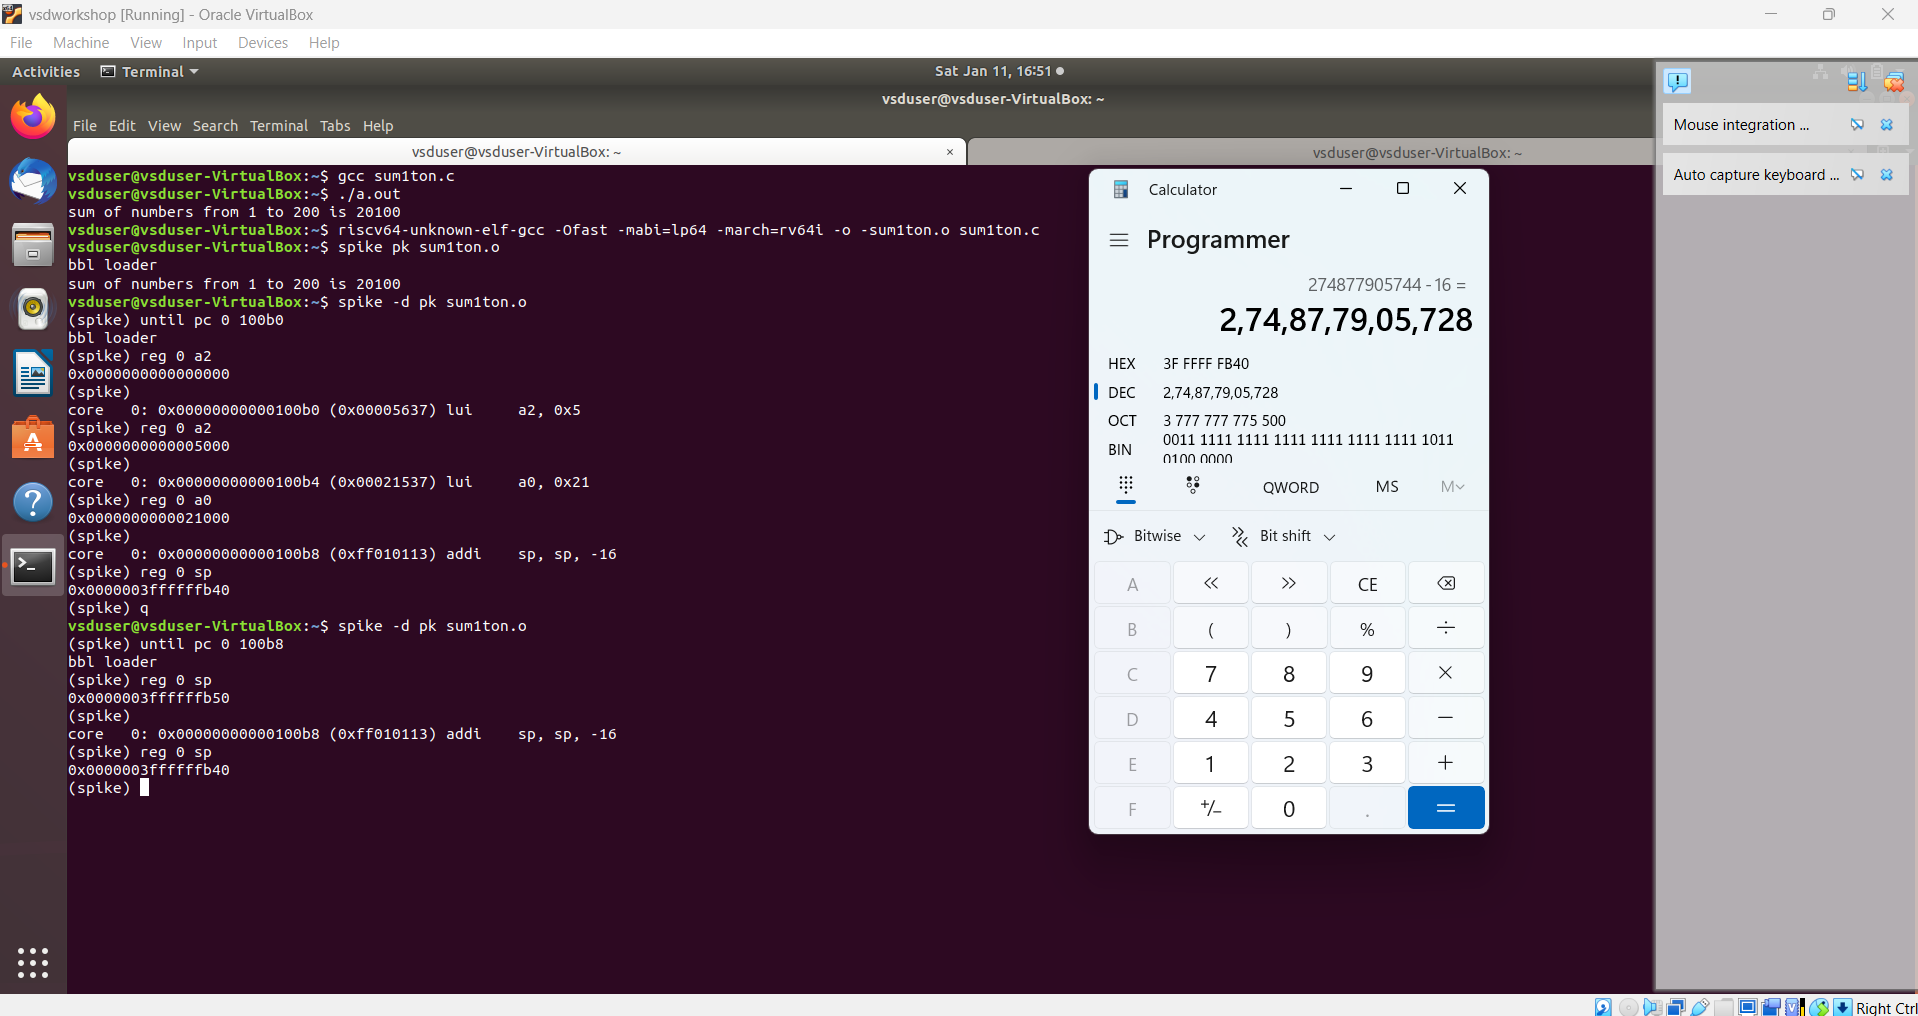 vsdworkshop [Running] - Oracle VirtualBox
File Machine View Input Devices Help
Activities Terminal Sat Jan 11, 16:51
vsduser@vsduser-VirtualBox: ~
File Edit View Search Terminal Tabs Help
vsduser@vsduser-VirtualBox: ~ ×
vsduser@vsduser-VirtualBox: ~
vsduser@vsduser-VirtualBox:~$ gcc sum1ton.c
vsduser@vsduser-VirtualBox:~$ ./a.out
sum of numbers from 1 to 200 is 20100
vsduser@vsduser-VirtualBox:~$ riscv64-unknown-elf-gcc -Ofast -mabi=lp64 -march=rv64i -o -sum1ton.o sum1ton.c
vsduser@vsduser-VirtualBox:~$ spike pk sum1ton.o
bbl loader
sum of numbers from 1 to 200 is 20100
vsduser@vsduser-VirtualBox:~$ spike -d pk sum1ton.o
(spike) until pc 0 100b0
bbl loader
(spike) reg 0 a2
0x0000000000000000
(spike)
core   0: 0x00000000000100b0 (0x00005637) lui     a2, 0x5
(spike) reg 0 a2
0x0000000000005000
(spike)
core   0: 0x00000000000100b4 (0x00021537) lui     a0, 0x21
(spike) reg 0 a0
0x0000000000021000
(spike)
core   0: 0x00000000000100b8 (0xff010113) addi    sp, sp, -16
(spike) reg 0 sp
0x0000003ffffffb40
(spike) q
vsduser@vsduser-VirtualBox:~$ spike -d pk sum1ton.o
(spike) until pc 0 100b8
bbl loader
(spike) reg 0 sp
0x0000003ffffffb50
(spike)
core   0: 0x00000000000100b8 (0xff010113) addi    sp, sp, -16
(spike) reg 0 sp
0x0000003ffffffb40
(spike)
Calculator
Programmer
274877905744 - 16 =
2,74,87,79,05,728
HEX 3F FFFF FB40
DEC 2,74,87,79,05,728
OCT 3 777 777 775 500
BIN 0011 1111 1111 1111 1111 1111 1111 1011
0100 0000
QWORD MS M
Bitwise Bit shift
A << >> CE
B ( ) % ÷
C 7 8 9 ×
D 4 5 6 −
E 1 2 3 +
F +/− 0 . =
Mouse integration ...
Auto capture keyboard ...
Right Ctrl